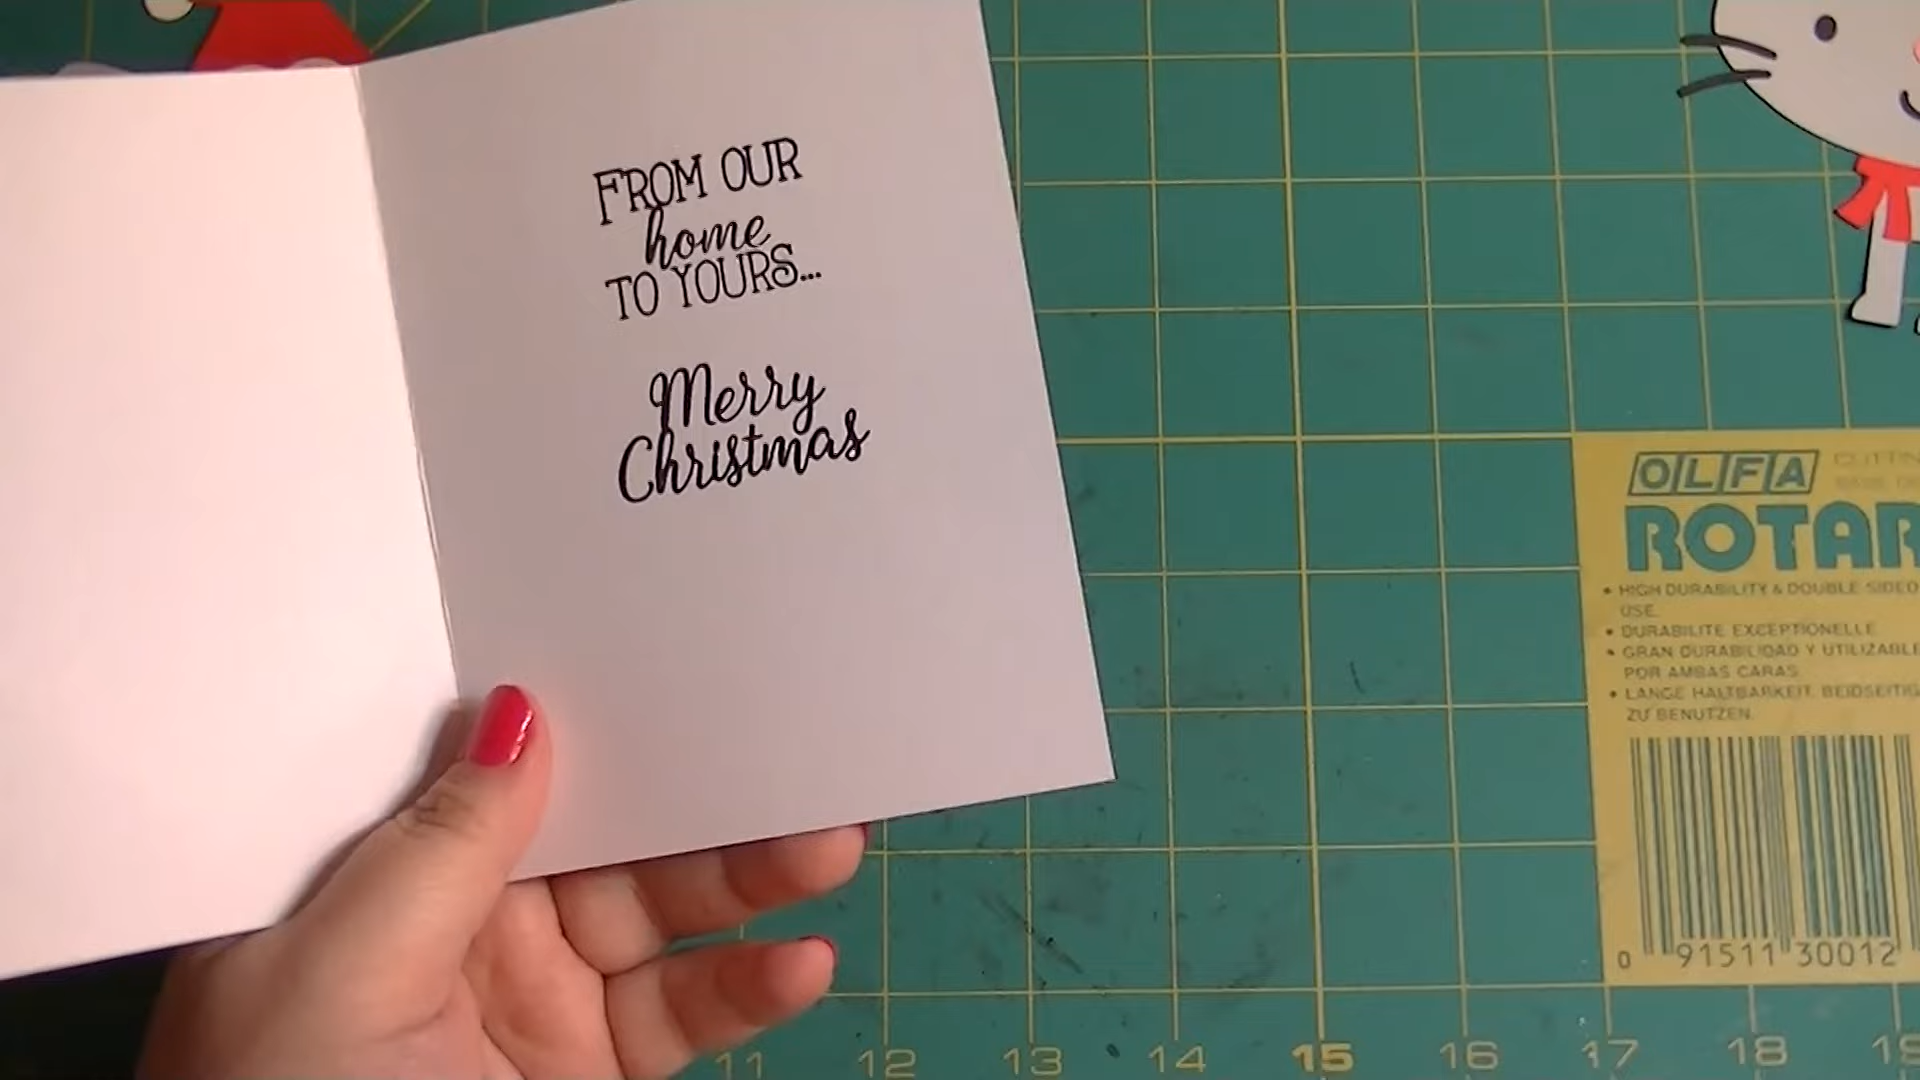 FROM OUR
home
TO YOURS...
Merry
Christmas
OLFA
ROTAR
• HIGH DURABILITY & DOUBLE SIDED
USE.
• DURABILITE EXCEPTIONELLE
• GRAN DURABILIDAD Y UTILIZABLE
POR AMBAS CARAS
• LANGE HALTBARKEIT. BEIDSEITIG
ZU BENUTZEN.
0 91511 30012
11 12 13 14 15 16 17 18 19